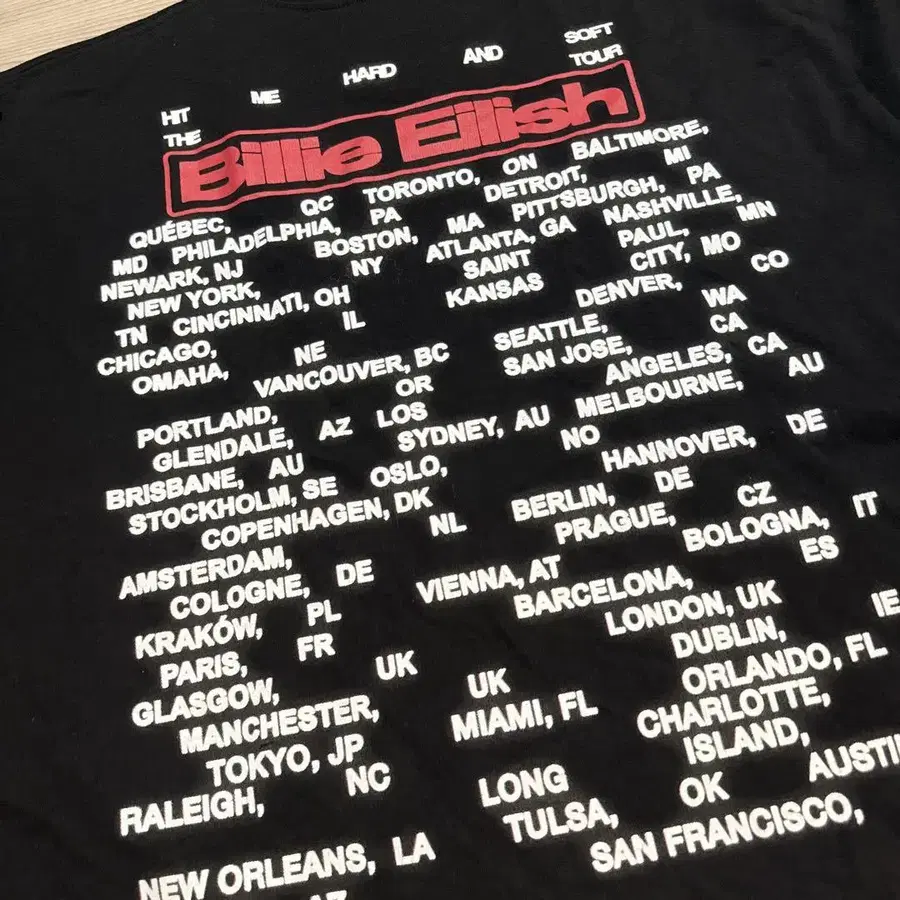 HIT ME HARD AND SOFT
THE TOUR
Billie Eilish
QUÉBEC, QC TORONTO, ON BALTIMORE,
MD PHILADELPHIA, PA DETROIT, MI
NEWARK, NJ BOSTON, MA PITTSBURGH, PA
NEW YORK, NY ATLANTA, GA NASHVILLE,
TN CINCINNATI, OH SAINT PAUL, MN
CHICAGO, IL KANSAS CITY, MO
OMAHA, NE DENVER, CO
VANCOUVER, BC SEATTLE, WA
PORTLAND, OR SAN JOSE, CA
GLENDALE, AZ LOS ANGELES, CA
BRISBANE, AU SYDNEY, AU MELBOURNE, AU
STOCKHOLM, SE OSLO, NO
COPENHAGEN, DK HANNOVER, DE
AMSTERDAM, NL BERLIN, DE
COLOGNE, DE PRAGUE, CZ
KRAKÓW, PL VIENNA, AT BOLOGNA, IT
PARIS, FR BARCELONA, ES
GLASGOW, UK LONDON, UK
MANCHESTER, UK DUBLIN, IE
TOKYO, JP MIAMI, FL ORLANDO, FL
RALEIGH, NC CHARLOTTE,
LONG ISLAND,
NEW ORLEANS, LA TULSA, OK
AZ SAN FRANCISCO,